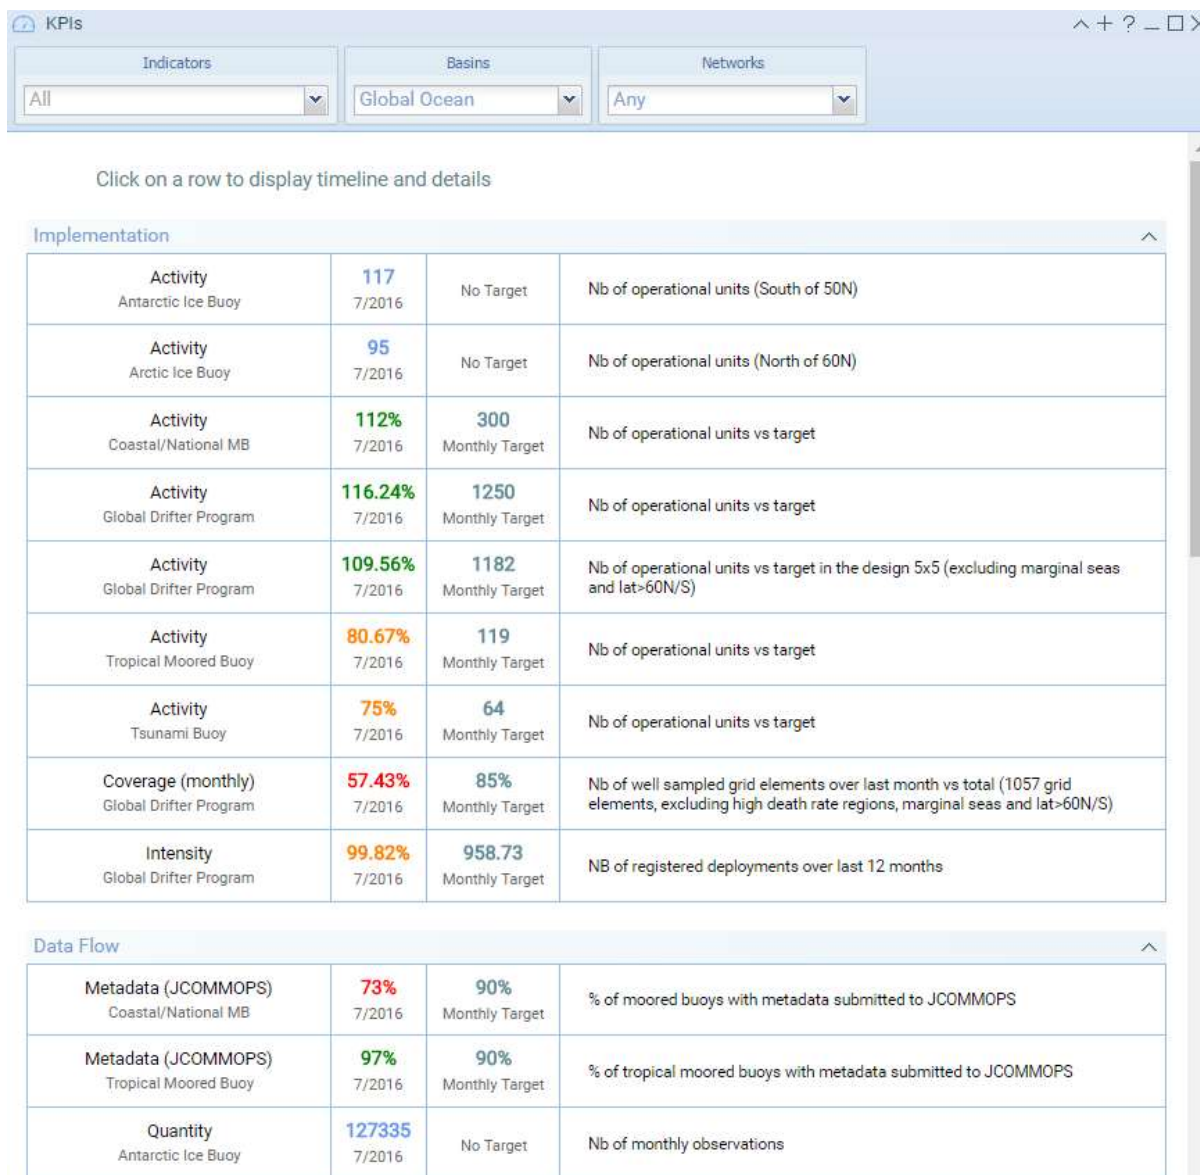 KPIs
Indicators Basins Networks
All Global Ocean Any
Click on a row to display timeline and details
Implementation
Activity
Antarctic Ice Buoy
117
7/2016
No Target
Nb of operational units (South of 50N)
Activity
Arctic Ice Buoy
95
7/2016
No Target
Nb of operational units (North of 60N)
Activity
Coastal/National MB
112%
7/2016
300
Monthly Target
Nb of operational units vs target
Activity
Global Drifter Program
116.24%
7/2016
1250
Monthly Target
Nb of operational units vs target
Activity
Global Drifter Program
109.56%
7/2016
1182
Monthly Target
Nb of operational units vs target in the design 5x5 (excluding marginal seas
and lat>60N/S)
Activity
Tropical Moored Buoy
80.67%
7/2016
119
Monthly Target
Nb of operational units vs target
Activity
Tsunami Buoy
75%
7/2016
64
Monthly Target
Nb of operational units vs target
Coverage (monthly)
Global Drifter Program
57.43%
7/2016
85%
Monthly Target
Nb of well sampled grid elements over last month vs total (1057 grid
elements, excluding high death rate regions, marginal seas and lat>60N/S)
Intensity
Global Drifter Program
99.82%
7/2016
958.73
Monthly Target
NB of registered deployments over last 12 months
Data Flow
Metadata (JCOMMOPS)
Coastal/National MB
73%
7/2016
90%
Monthly Target
% of moored buoys with metadata submitted to JCOMMOPS
Metadata (JCOMMOPS)
Tropical Moored Buoy
97%
7/2016
90%
Monthly Target
% of tropical moored buoys with metadata submitted to JCOMMOPS
Quantity
Antarctic Ice Buoy
127335
7/2016
No Target
Nb of monthly observations